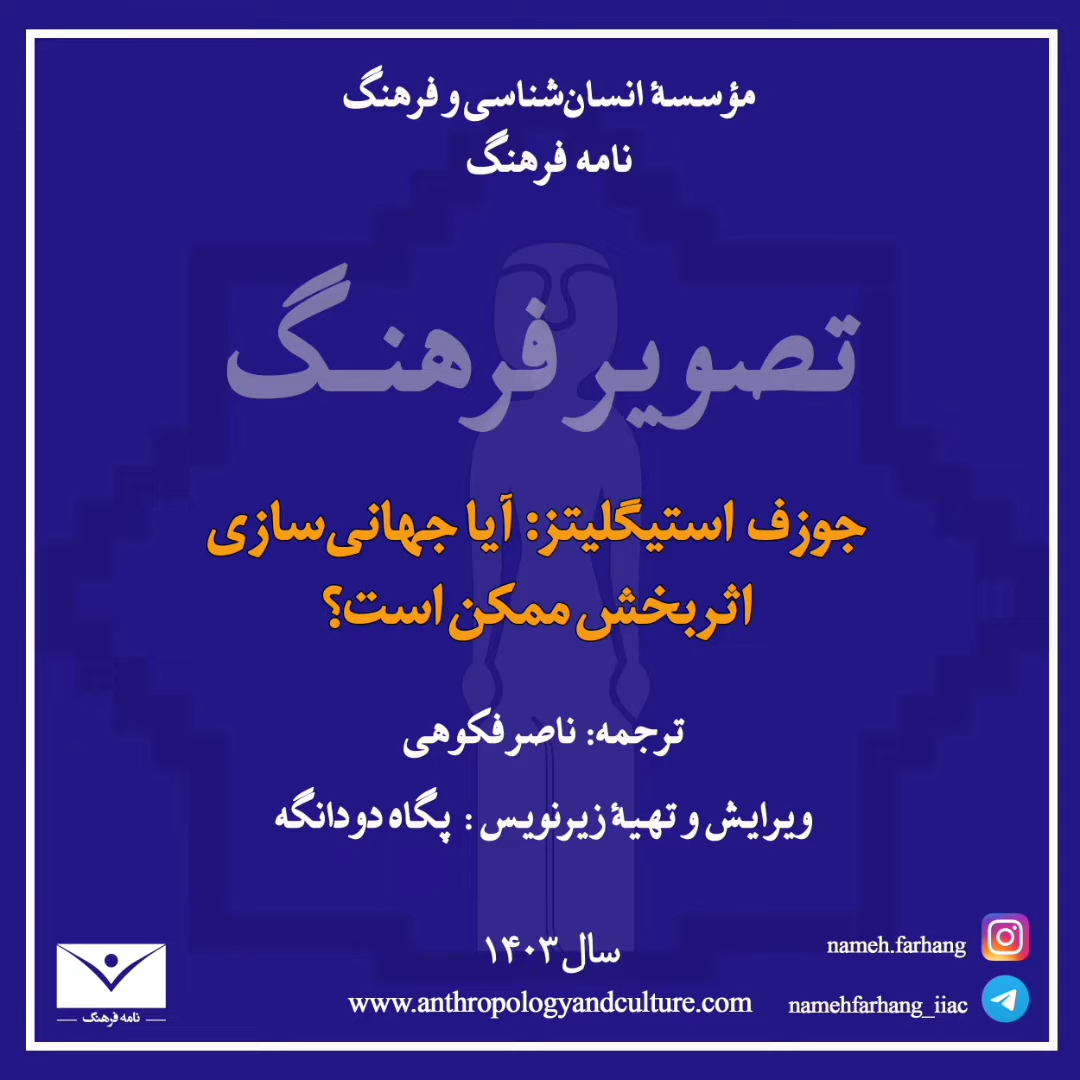 مؤسسهٔ انسان‌شناسی و فرهنگ
نامه فرهنگ
تصویر فرهنگ
جوزف استیگلیتز: آیا جهانی‌سازی
اثربخش ممکن است؟
ترجمه: ناصر فکوهی
ویرایش و تهیهٔ زیرنویس : پگاه دودانگه
سال ۱۴۰۳
www.anthropologyandculture.com
nameh.farhang
namehfarhang_iiac
نامه فرهنگ